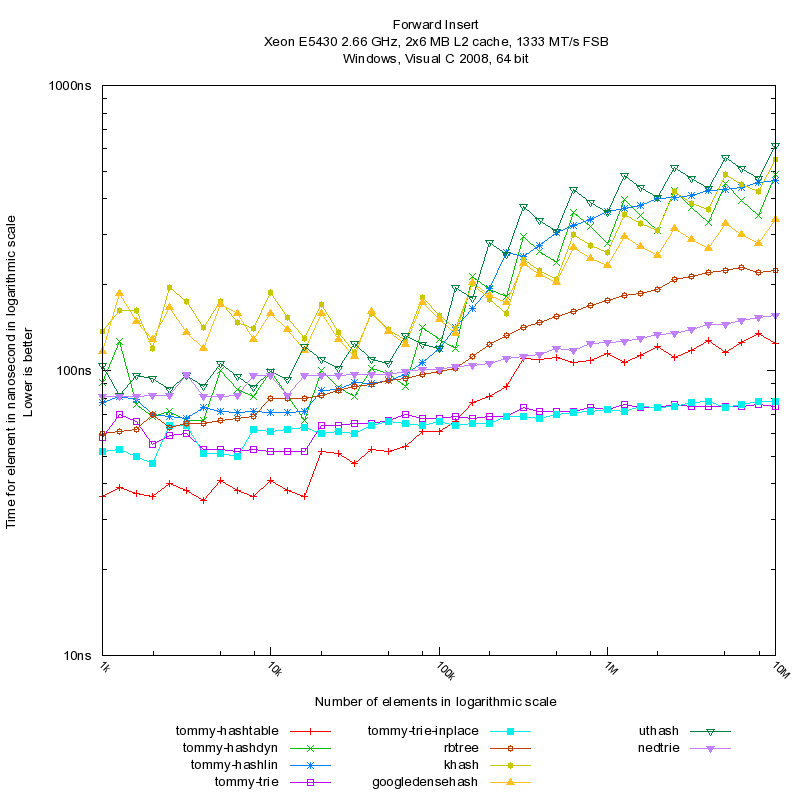 Forward Insert
Xeon E5430 2.66 GHz, 2x6 MB L2 cache, 1333 MT/s FSB
Windows, Visual C 2008, 64 bit
1000ns
100ns
10ns
Time for element in nanosecond in logarithmic scale
Lower is better
1k
10k
100k
1M
10M
Number of elements in logarithmic scale
tommy-hashtable
tommy-hashdyn
tommy-hashlin
tommy-trie
tommy-trie-inplace
rbtree
khash
googledensehash
uthash
nedtrie